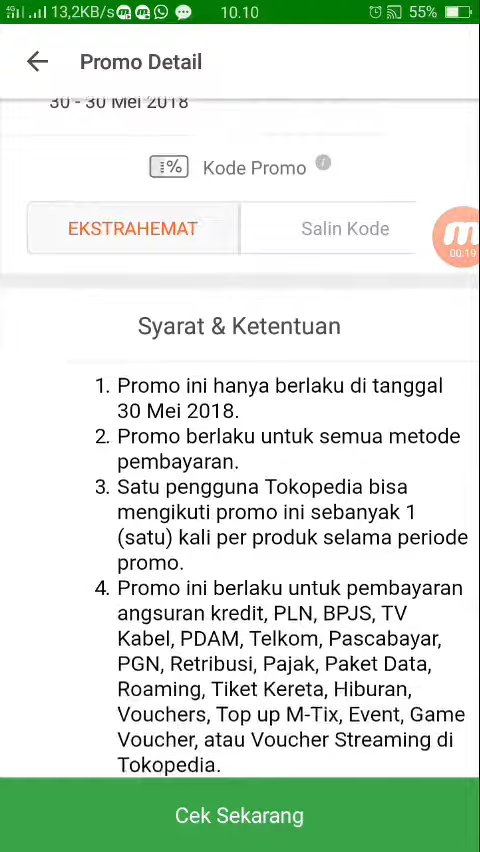 4G 13,2KB/s 10.10 55%
Promo Detail
30 - 30 Mei 2018
% Kode Promo i
EKSTRAHEMAT Salin Kode
m
00:19
Syarat & Ketentuan
1. Promo ini hanya berlaku di tanggal
30 Mei 2018.
2. Promo berlaku untuk semua metode
pembayaran.
3. Satu pengguna Tokopedia bisa
mengikuti promo ini sebanyak 1
(satu) kali per produk selama periode
promo.
4. Promo ini berlaku untuk pembayaran
angsuran kredit, PLN, BPJS, TV
Kabel, PDAM, Telkom, Pascabayar,
PGN, Retribusi, Pajak, Paket Data,
Roaming, Tiket Kereta, Hiburan,
Vouchers, Top up M-Tix, Event, Game
Voucher, atau Voucher Streaming di
Tokopedia.
Cek Sekarang